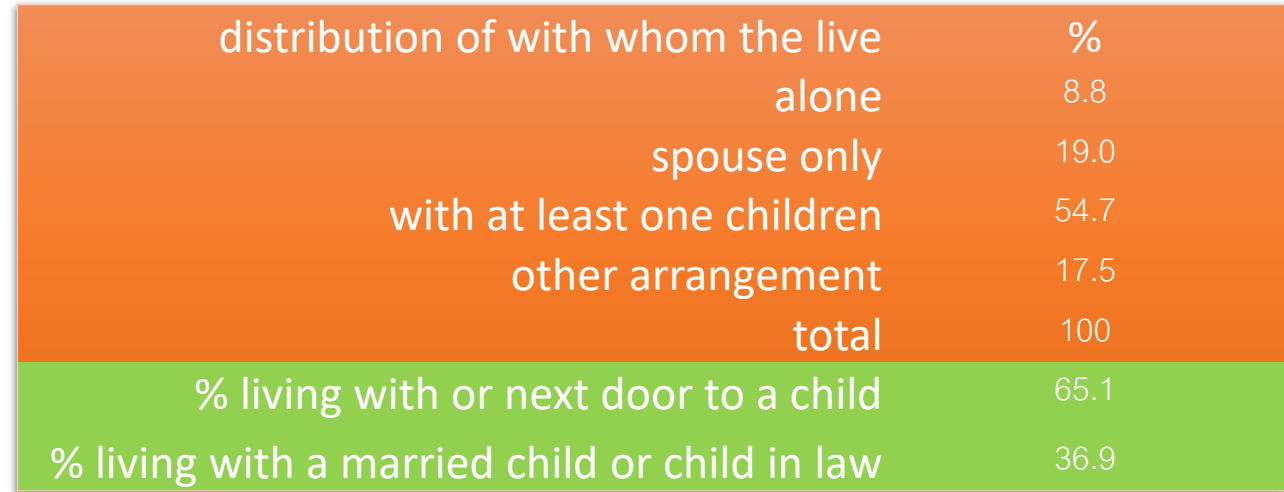 distribution of with whom the live %
alone 8.8
spouse only 19.0
with at least one children 54.7
other arrangement 17.5
total 100
% living with or next door to a child 65.1
% living with a married child or child in law 36.9